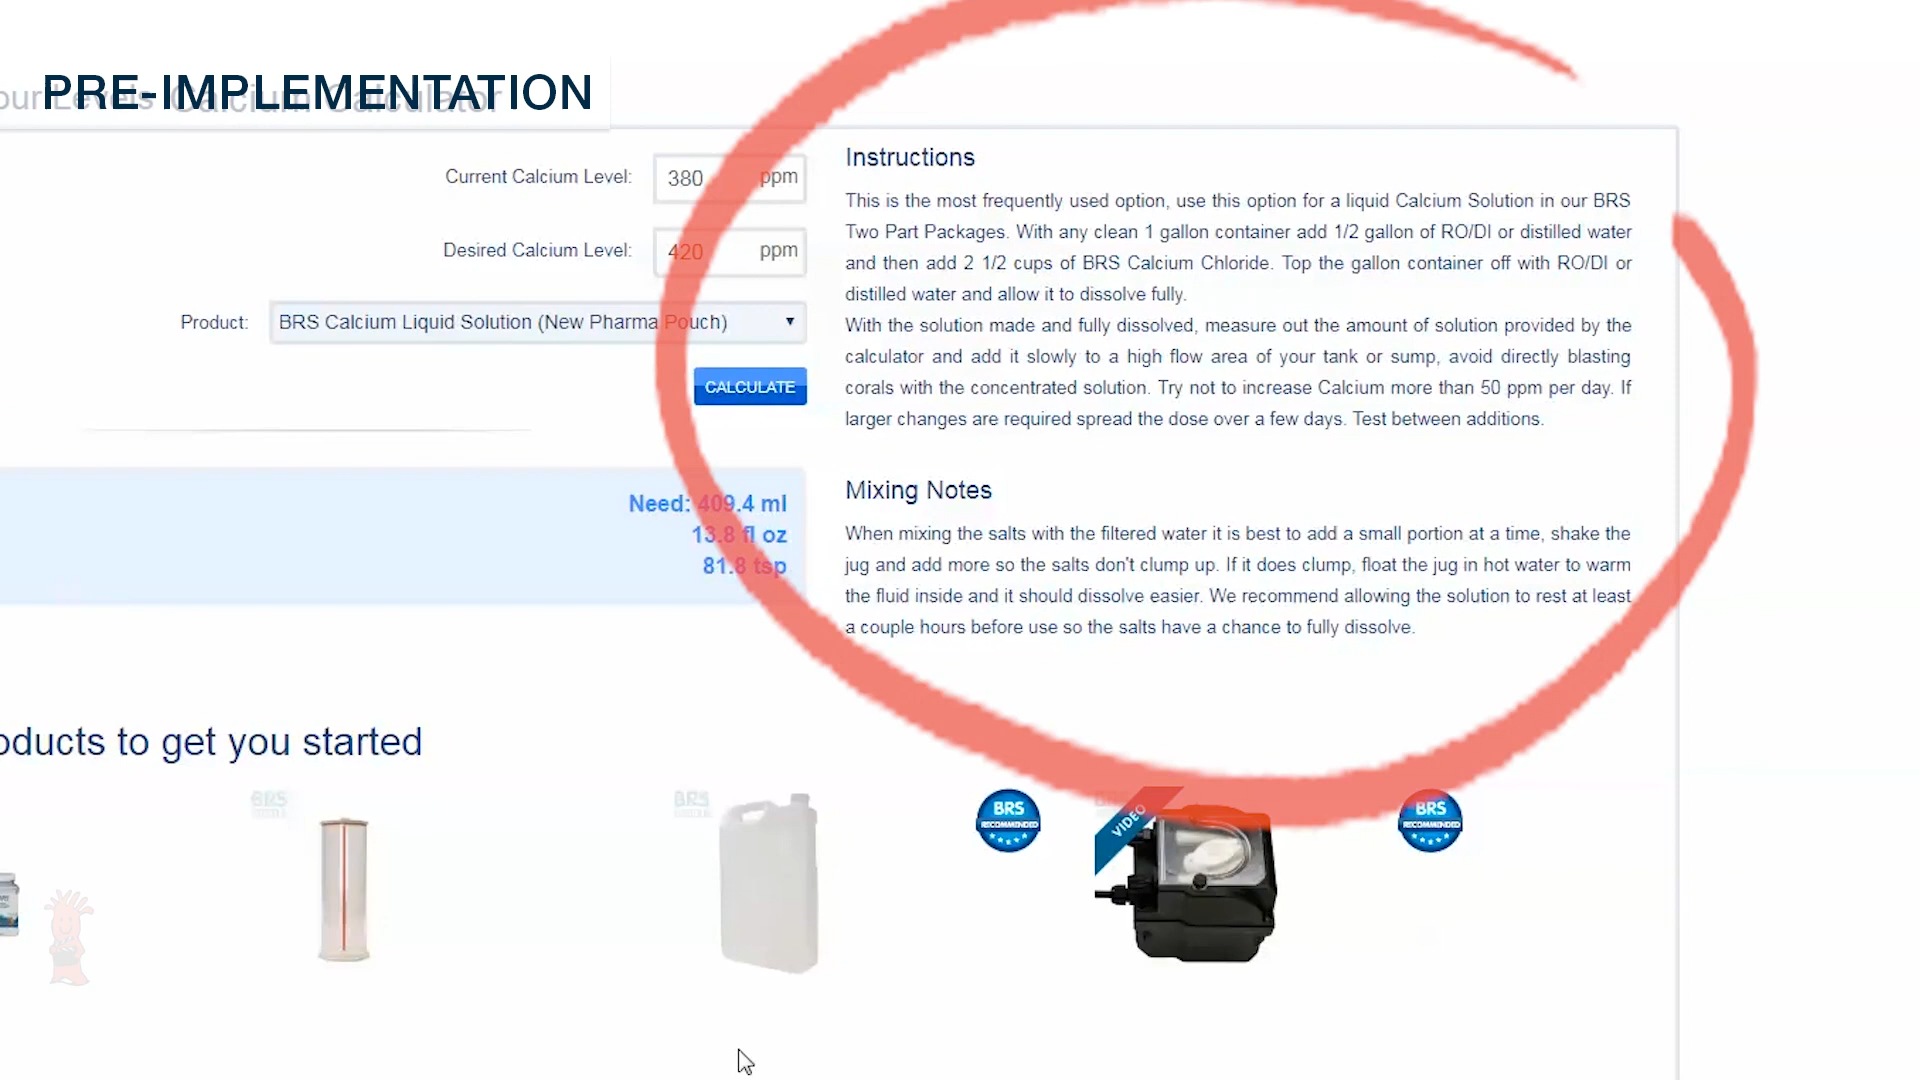 PRE-IMPLEMENTATION
our Levels Calcium Calculator
Current Calcium Level:
380 ppm
Desired Calcium Level:
420 ppm
Product:
BRS Calcium Liquid Solution (New Pharma Pouch)
CALCULATE
Need: 409.4 ml
13.8 fl oz
81.8 tsp
Instructions
This is the most frequently used option, use this option for a liquid Calcium Solution in our BRS
Two Part Packages. With any clean 1 gallon container add 1/2 gallon of RO/DI or distilled water
and then add 2 1/2 cups of BRS Calcium Chloride. Top the gallon container off with RO/DI or
distilled water and allow it to dissolve fully.
With the solution made and fully dissolved, measure out the amount of solution provided by the
calculator and add it slowly to a high flow area of your tank or sump, avoid directly blasting
corals with the concentrated solution. Try not to increase Calcium more than 50 ppm per day. If
larger changes are required spread the dose over a few days. Test between additions.
Mixing Notes
When mixing the salts with the filtered water it is best to add a small portion at a time, shake the
jug and add more so the salts don't clump up. If it does clump, float the jug in hot water to warm
the fluid inside and it should dissolve easier. We recommend allowing the solution to rest at least
a couple hours before use so the salts have a chance to fully dissolve.
oducts to get you started
BRS
BRS
BRS
RECOMMENDED
VIDEO
BRS
RECOMMENDED